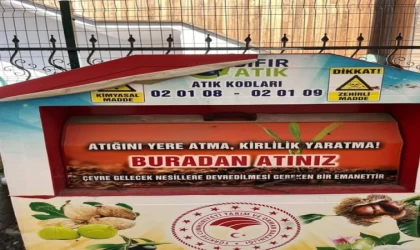 SIFIR
ATIK
ATIK KODLARI
02 01 08 - 02 01 09
KİMYASAL
MADDE
DİKKAT!
ZEHİRLİ
MADDE
ATIĞINI YERE ATMA, KİRLİLİK YARATMA!
BURADAN ATINIZ
ÇEVRE GELECEK NESİLLERE DEVREDİLMESİ GEREKEN BİR EMANETTİR